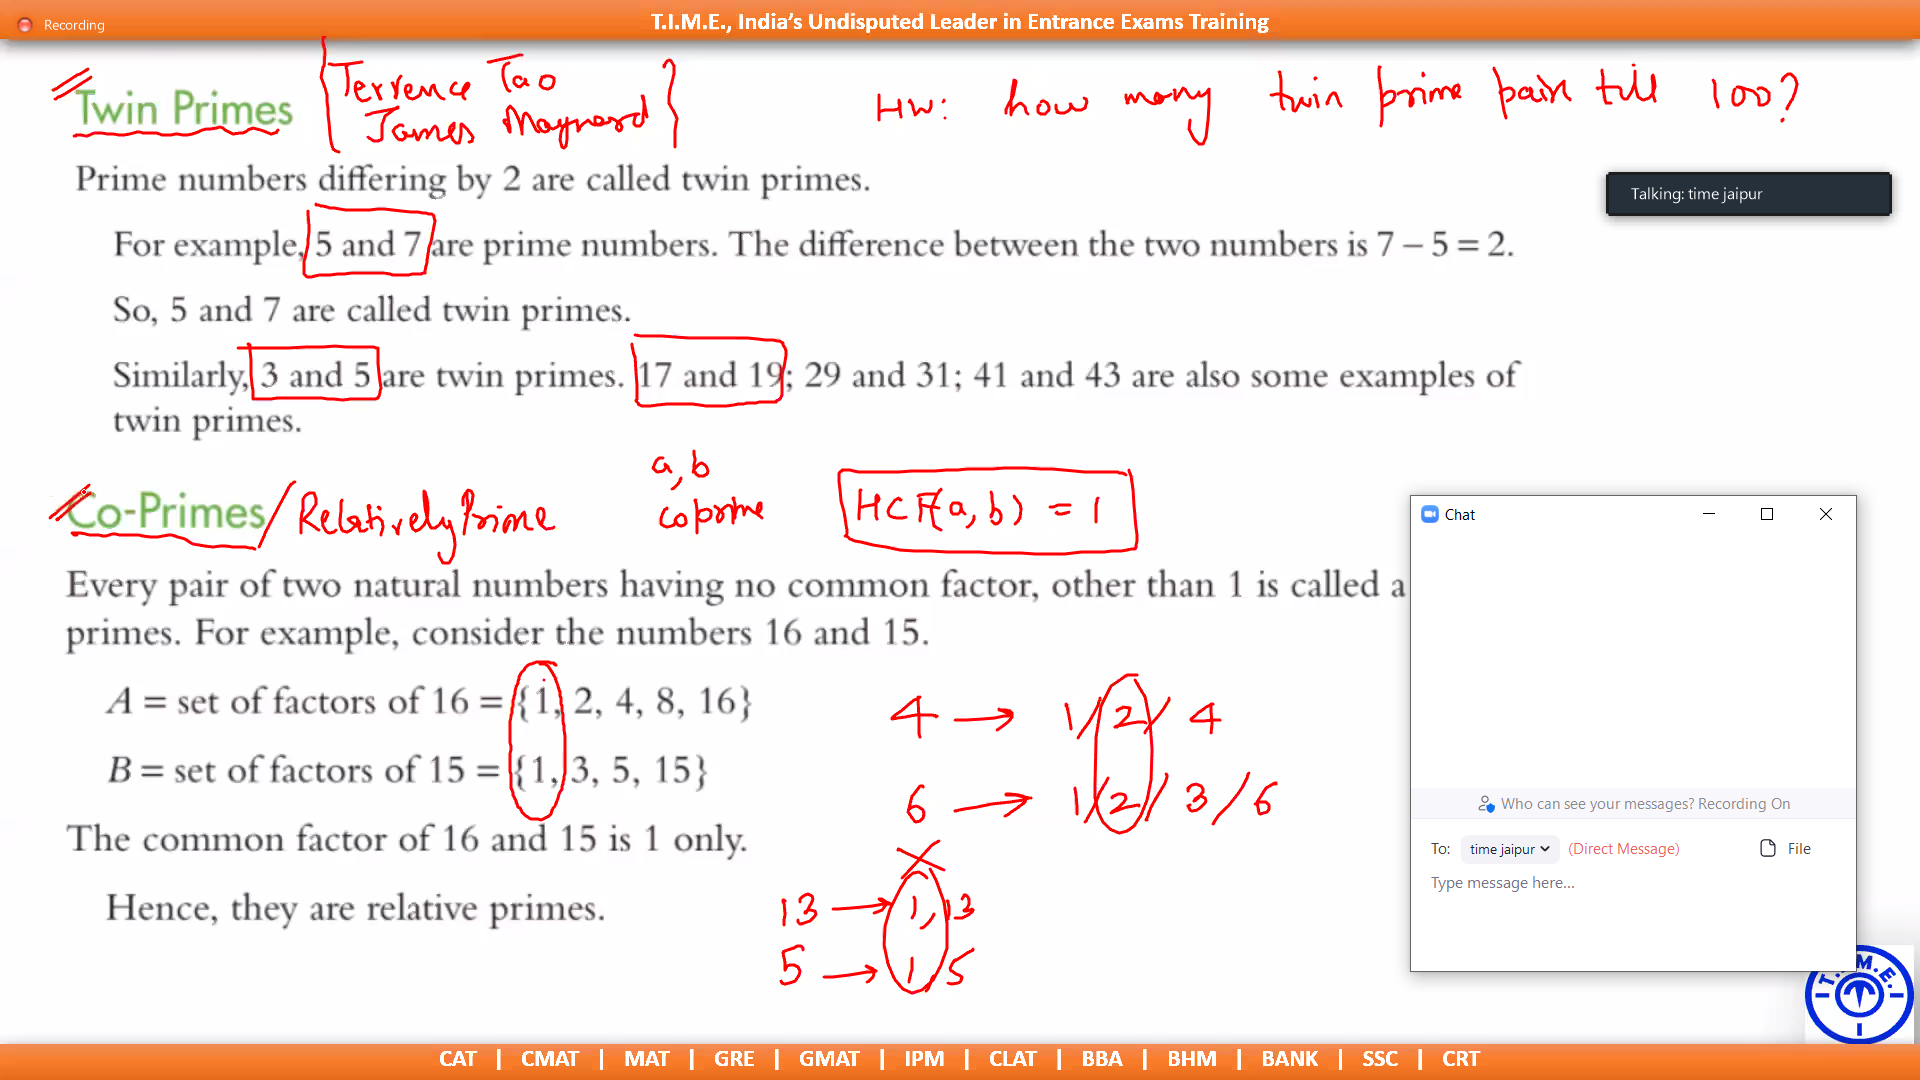 Recording
T.I.M.E., India's Undisputed Leader in Entrance Exams Training
Twin Primes
Terrence Tao
James Maynard
HW: how many twin prime pair till 100?
Prime numbers differing by 2 are called twin primes.
Talking: time jaipur
For example, 5 and 7 are prime numbers. The difference between the two numbers is 7 – 5 = 2.
So, 5 and 7 are called twin primes.
Similarly, 3 and 5 are twin primes. 17 and 19; 29 and 31; 41 and 43 are also some examples of
twin primes.
Co-Primes / Relatively Prime
a, b
coprime
HCF(a, b) = 1
Every pair of two natural numbers having no common factor, other than 1 is called a
primes. For example, consider the numbers 16 and 15.
A = set of factors of 16 = {1, 2, 4, 8, 16}
B = set of factors of 15 = {1, 3, 5, 15}
4 → 1/2/4
6 → 1/2/3/6
The common factor of 16 and 15 is 1 only.
Hence, they are relative primes.
13 → 1, 13
5 → 1, 5
Chat
Who can see your messages? Recording On
To: time jaipur (Direct Message) File
Type message here...
T.I.M.E.
CAT | CMAT | MAT | GRE | GMAT | IPM | CLAT | BBA | BHM | BANK | SSC | CRT